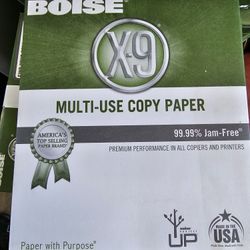 BOISE
X-9
MULTI-USE COPY PAPER
99.99% Jam-Free
PREMIUM PERFORMANCE IN ALL COPIERS AND PRINTERS
AMERICA'S
TOP SELLING
PAPER BRAND
Paper with Purpose
UP
MADE IN THE
USA